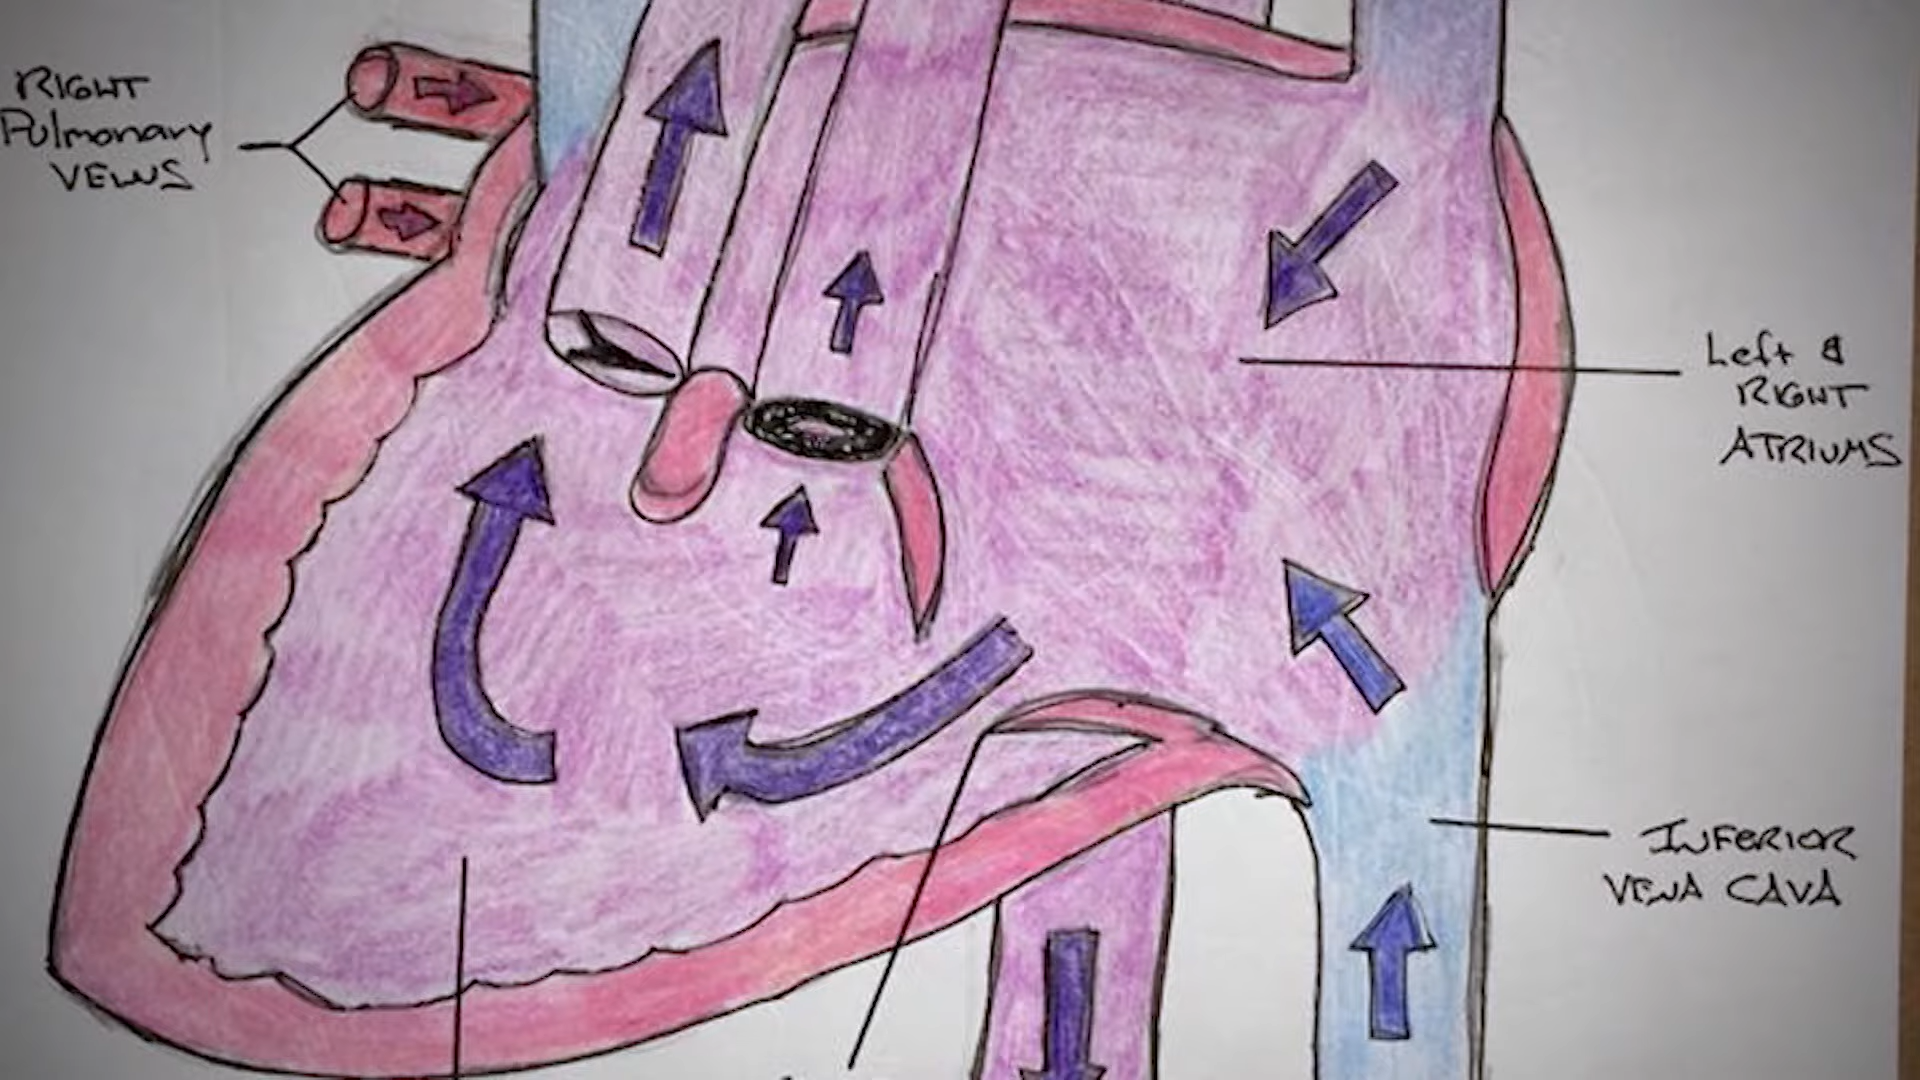 RIGHT
Pulmonary
VEINS
Left &
RIGHT
ATRIUMS
INFERIOR
VENA CAVA